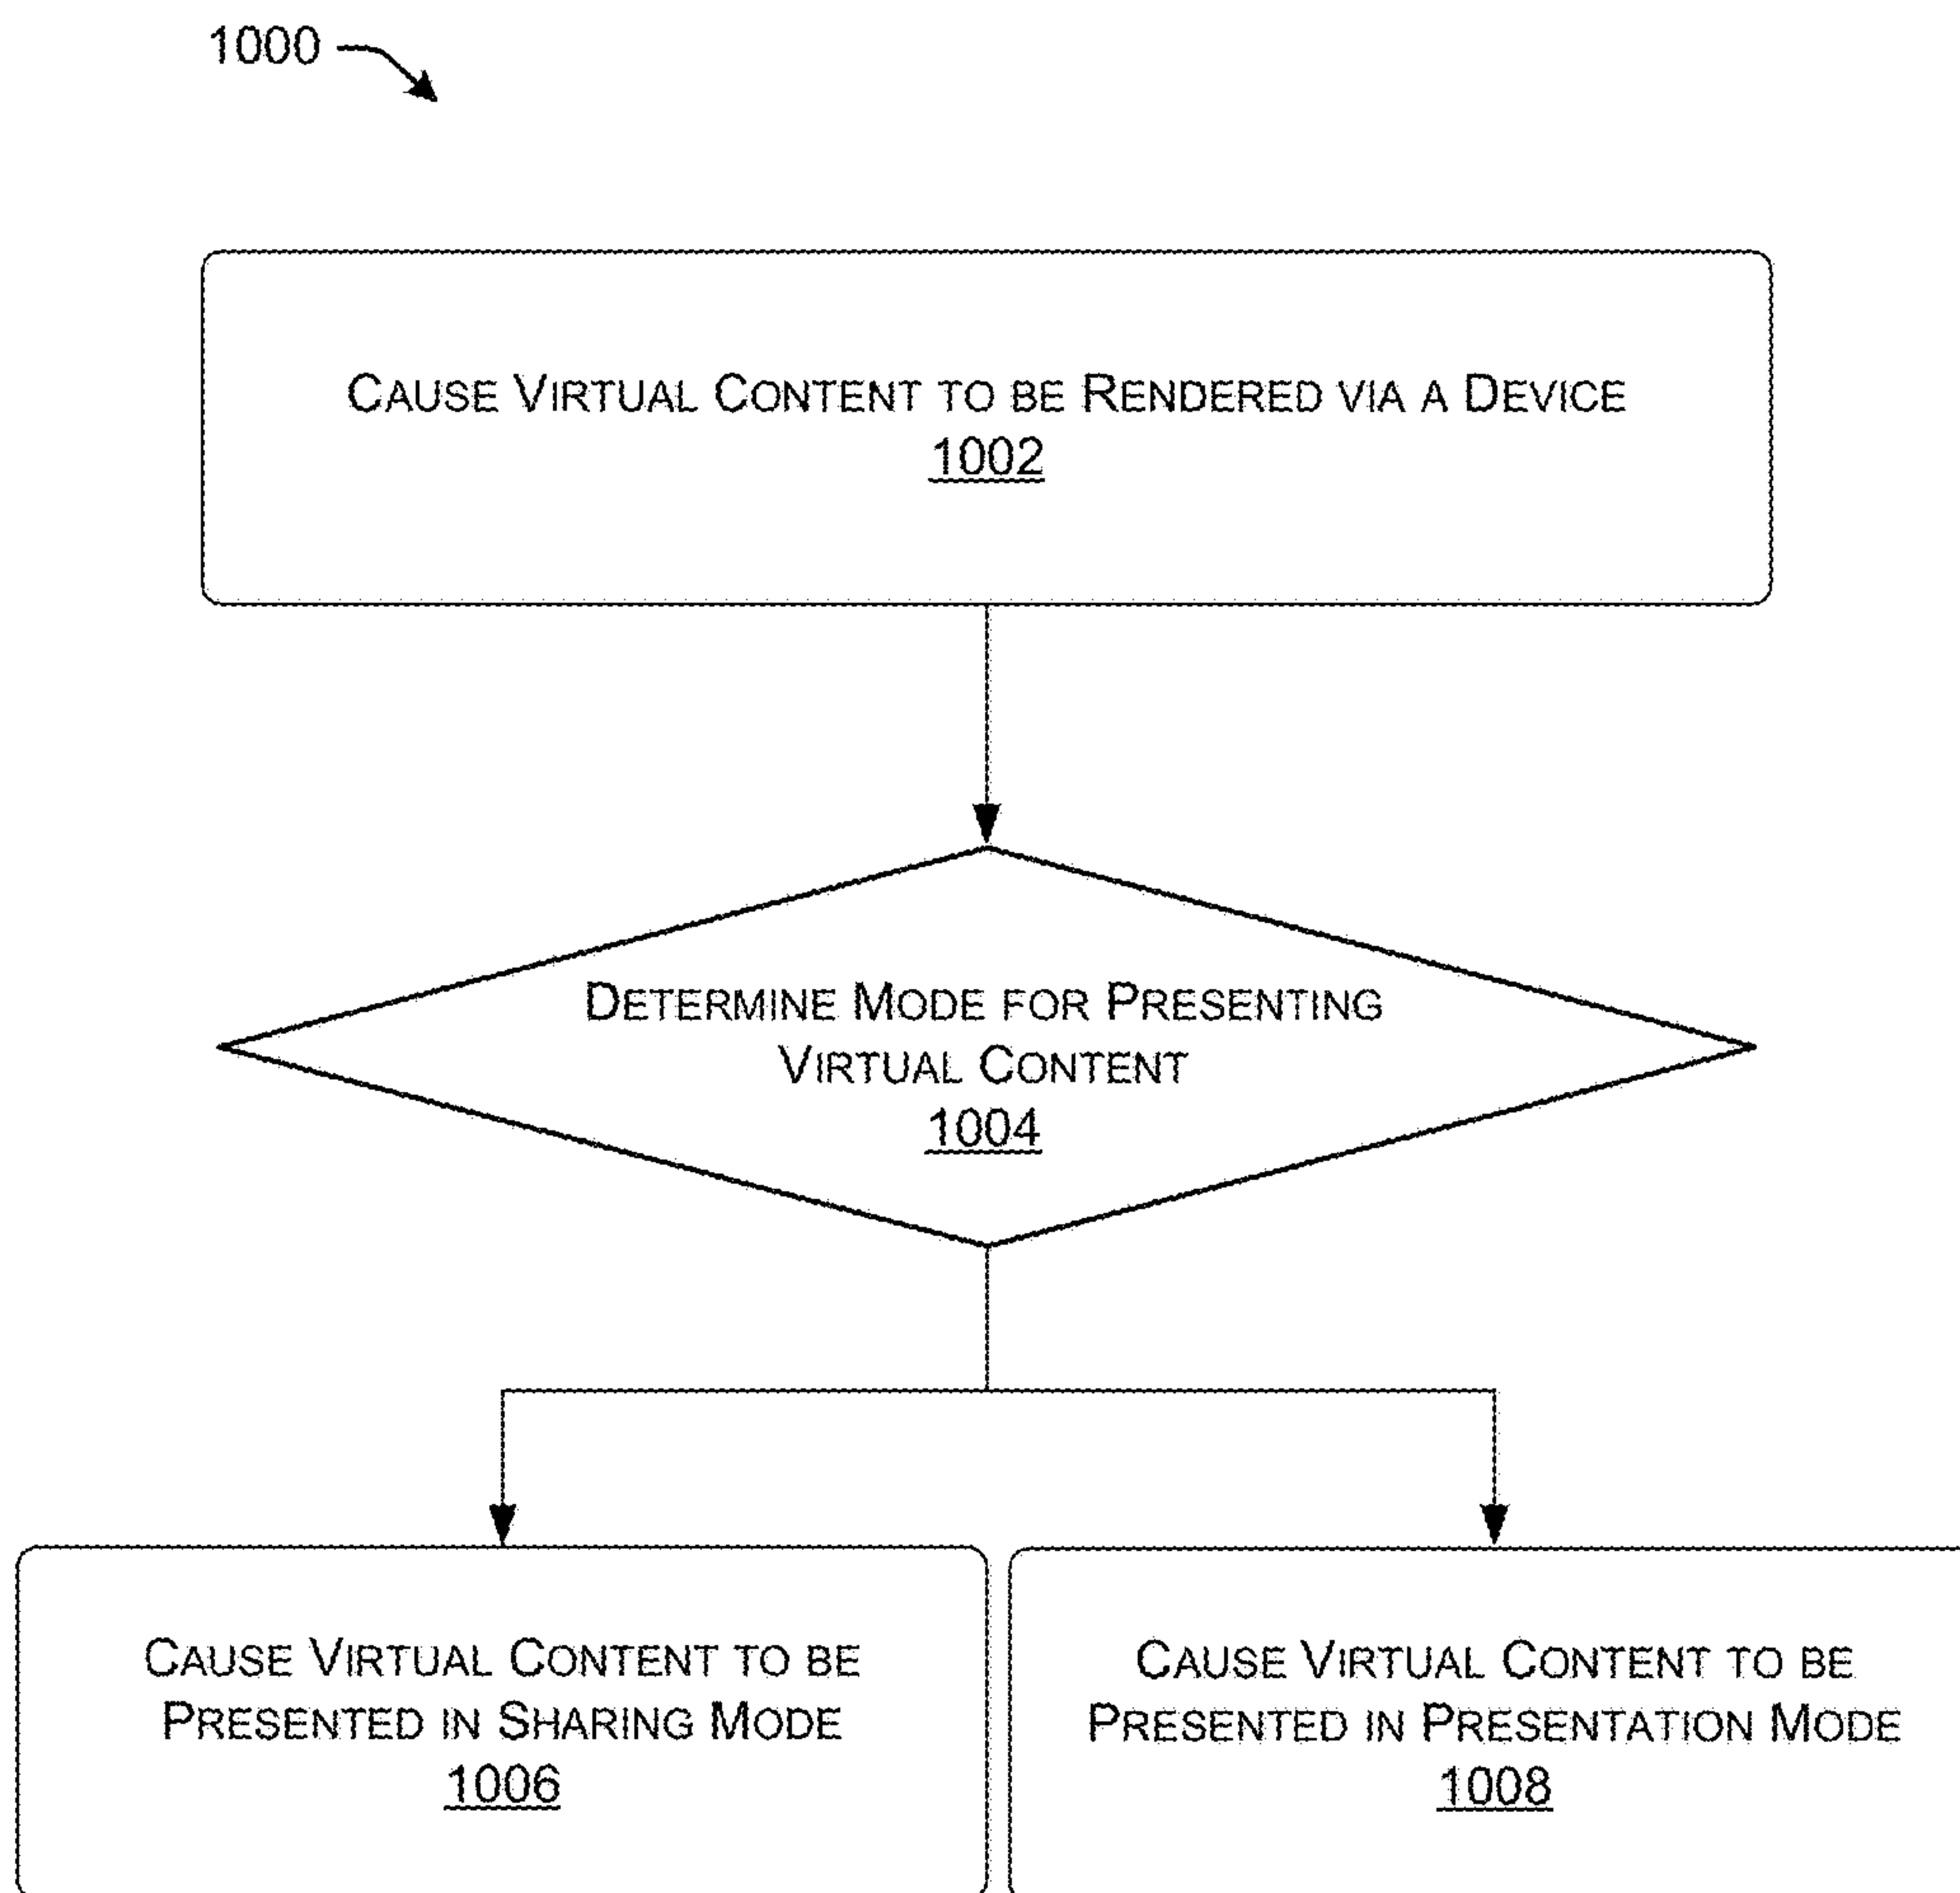 1000
CAUSE VIRTUAL CONTENT TO BE RENDERED VIA A DEVICE
1002
DETERMINE MODE FOR PRESENTING
VIRTUAL CONTENT
1004
CAUSE VIRTUAL CONTENT TO BE
PRESENTED IN SHARING MODE
1006
CAUSE VIRTUAL CONTENT TO BE
PRESENTED IN PRESENTATION MODE
1008